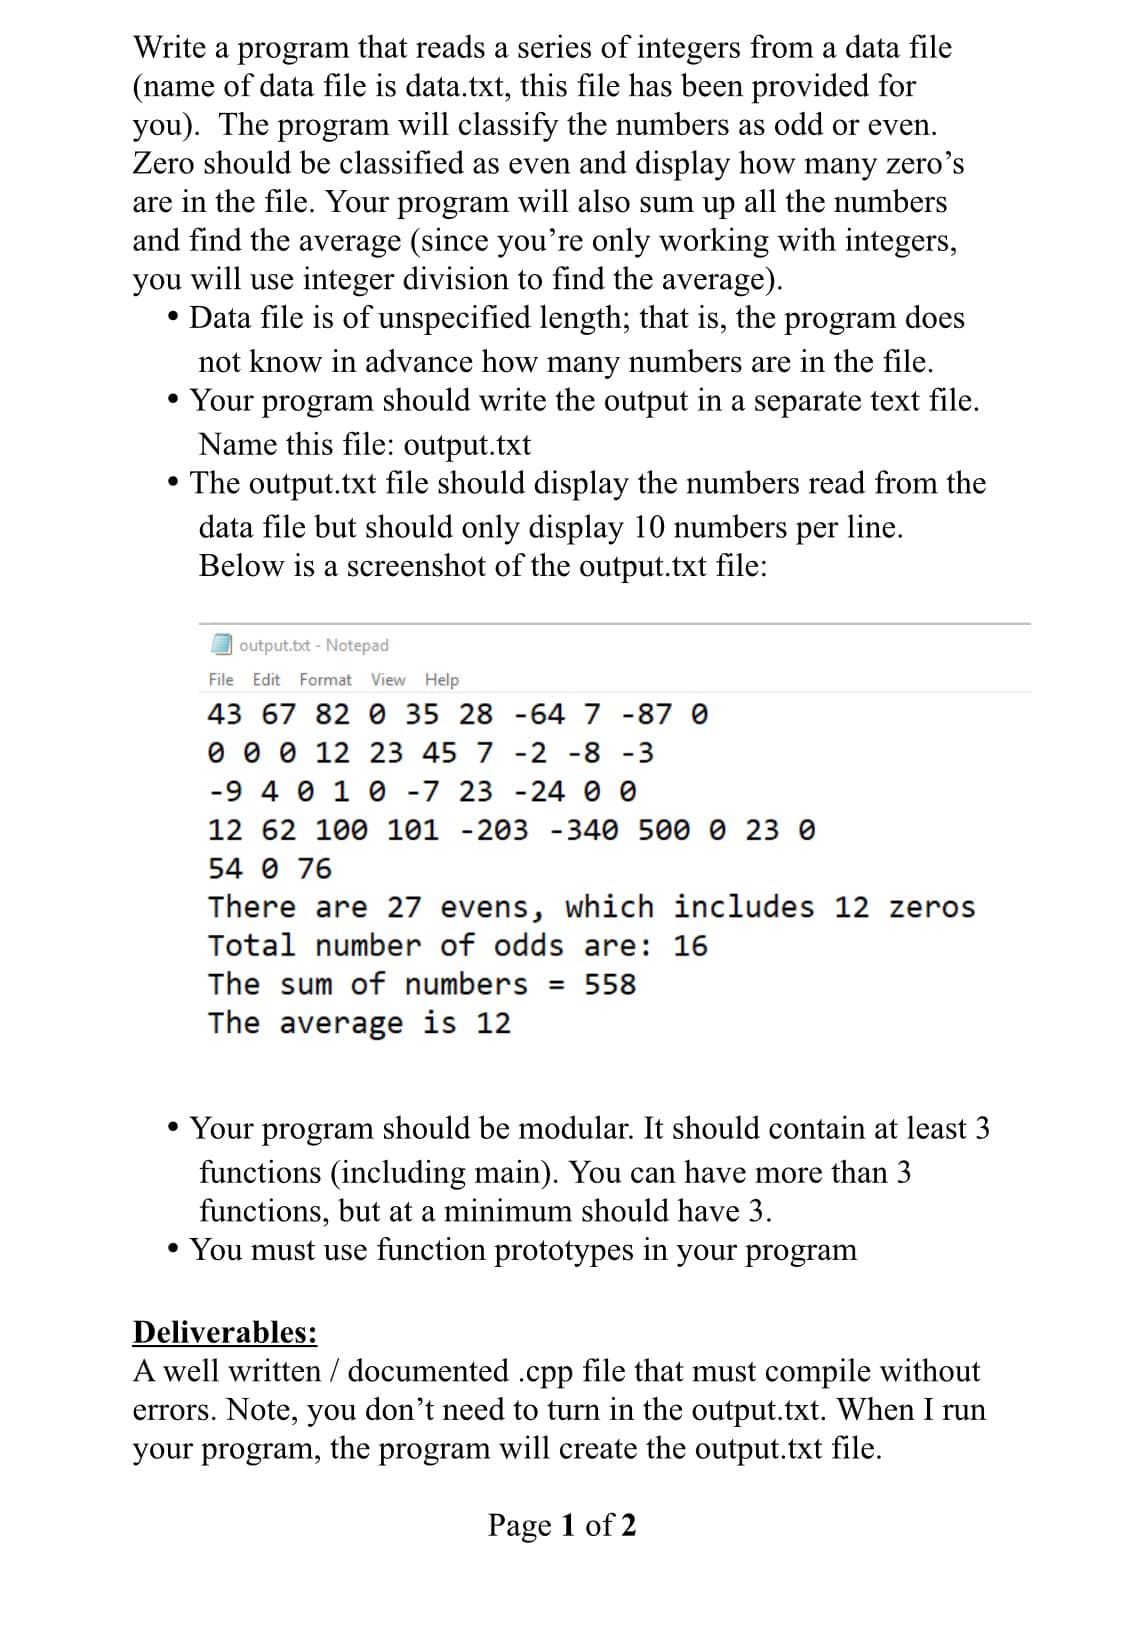 Write a program that reads a series of integers from a data file
(name of data file is data.txt, this file has been provided for
you).  The program will classify the numbers as odd or even.
Zero should be classified as even and display how many zero’s
are in the file. Your program will also sum up all the numbers
and find the average (since you’re only working with integers,
you will use integer division to find the average).
• Data file is of unspecified length; that is, the program does
not know in advance how many numbers are in the file.
• Your program should write the output in a separate text file.
Name this file: output.txt
• The output.txt file should display the numbers read from the
data file but should only display 10 numbers per line.
Below is a screenshot of the output.txt file:
output.txt - Notepad
File Edit Format View Help
43 67 82 0 35 28 -64 7 -87 0
0 0 0 12 23 45 7 -2 -8 -3
-9 4 0 1 0 -7 23 -24 0 0
12 62 100 101 -203 -340 500 0 23 0
54 0 76
There are 27 evens, which includes 12 zeros
Total number of odds are: 16
The sum of numbers = 558
The average is 12
• Your program should be modular. It should contain at least 3
functions (including main). You can have more than 3
functions, but at a minimum should have 3.
• You must use function prototypes in your program
Deliverables:
A well written / documented .cpp file that must compile without
errors. Note, you don’t need to turn in the output.txt. When I run
your program, the program will create the output.txt file.
Page 1 of 2